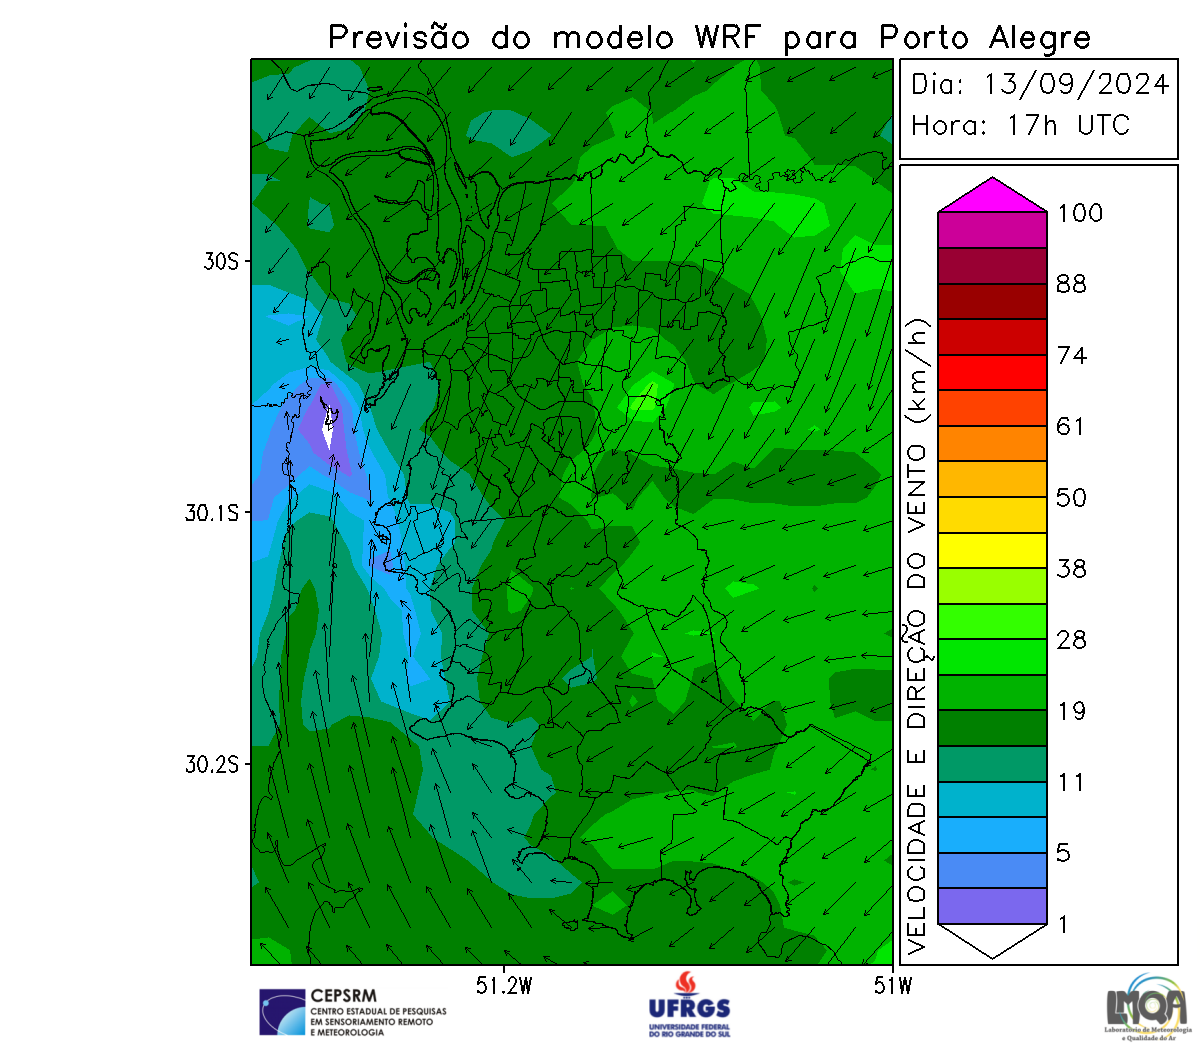 Previsão do modelo WRF para Porto Alegre
Dia: 13/09/2024
Hora: 17h UTC
30S
30.1S
30.2S
51.2W
51W
VELOCIDADE E DIREÇÃO DO VENTO (km/h)
100
88
74
61
50
38
28
19
11
5
1
CEPSRM
CENTRO ESTADUAL DE PESQUISAS
EM SENSORIAMENTO REMOTO
E METEOROLOGIA
UFRGS
UNIVERSIDADE FEDERAL
DO RIO GRANDE DO SUL
LMQA
Laboratório de Meteorologia
e Qualidade do Ar